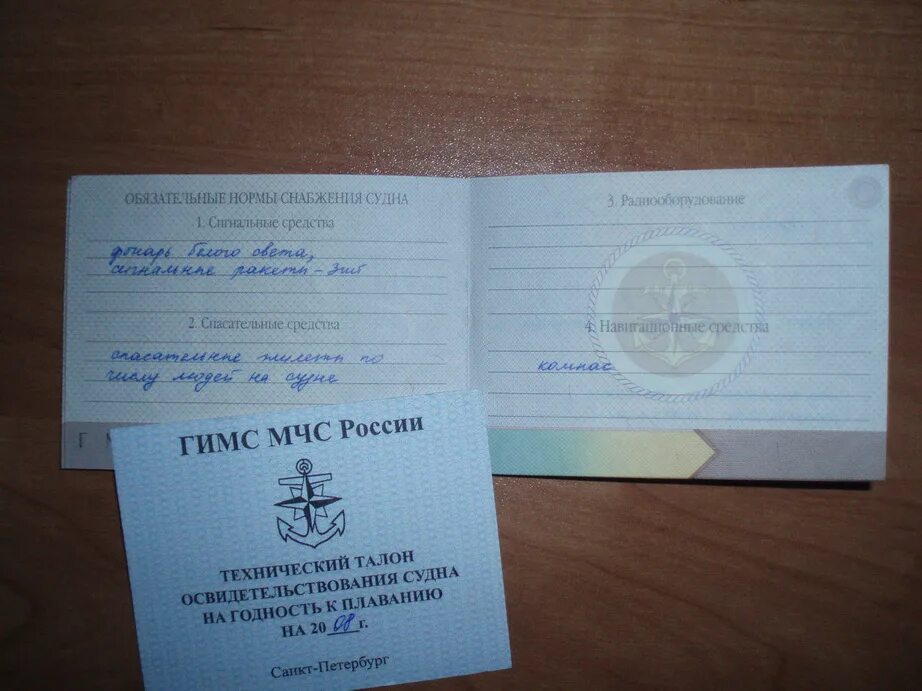 ОБЯЗАТЕЛЬНЫЕ НОРМЫ СНАБЖЕНИЯ СУДНА
1. Сигнальные средства
фонарь белого света,
сигнальные ракеты - 3шт
2. Спасательные средства
спасательные жилеты по
числу людей на судне
Г
3. Радиооборудование
4. Навигационные средства
компас
ГИМС МЧС России
ТЕХНИЧЕСКИЙ ТАЛОН
ОСВИДЕТЕЛЬСТВОВАНИЯ СУДНА
НА ГОДНОСТЬ К ПЛАВАНИЮ
НА 2008 г.
Санкт-Петербург